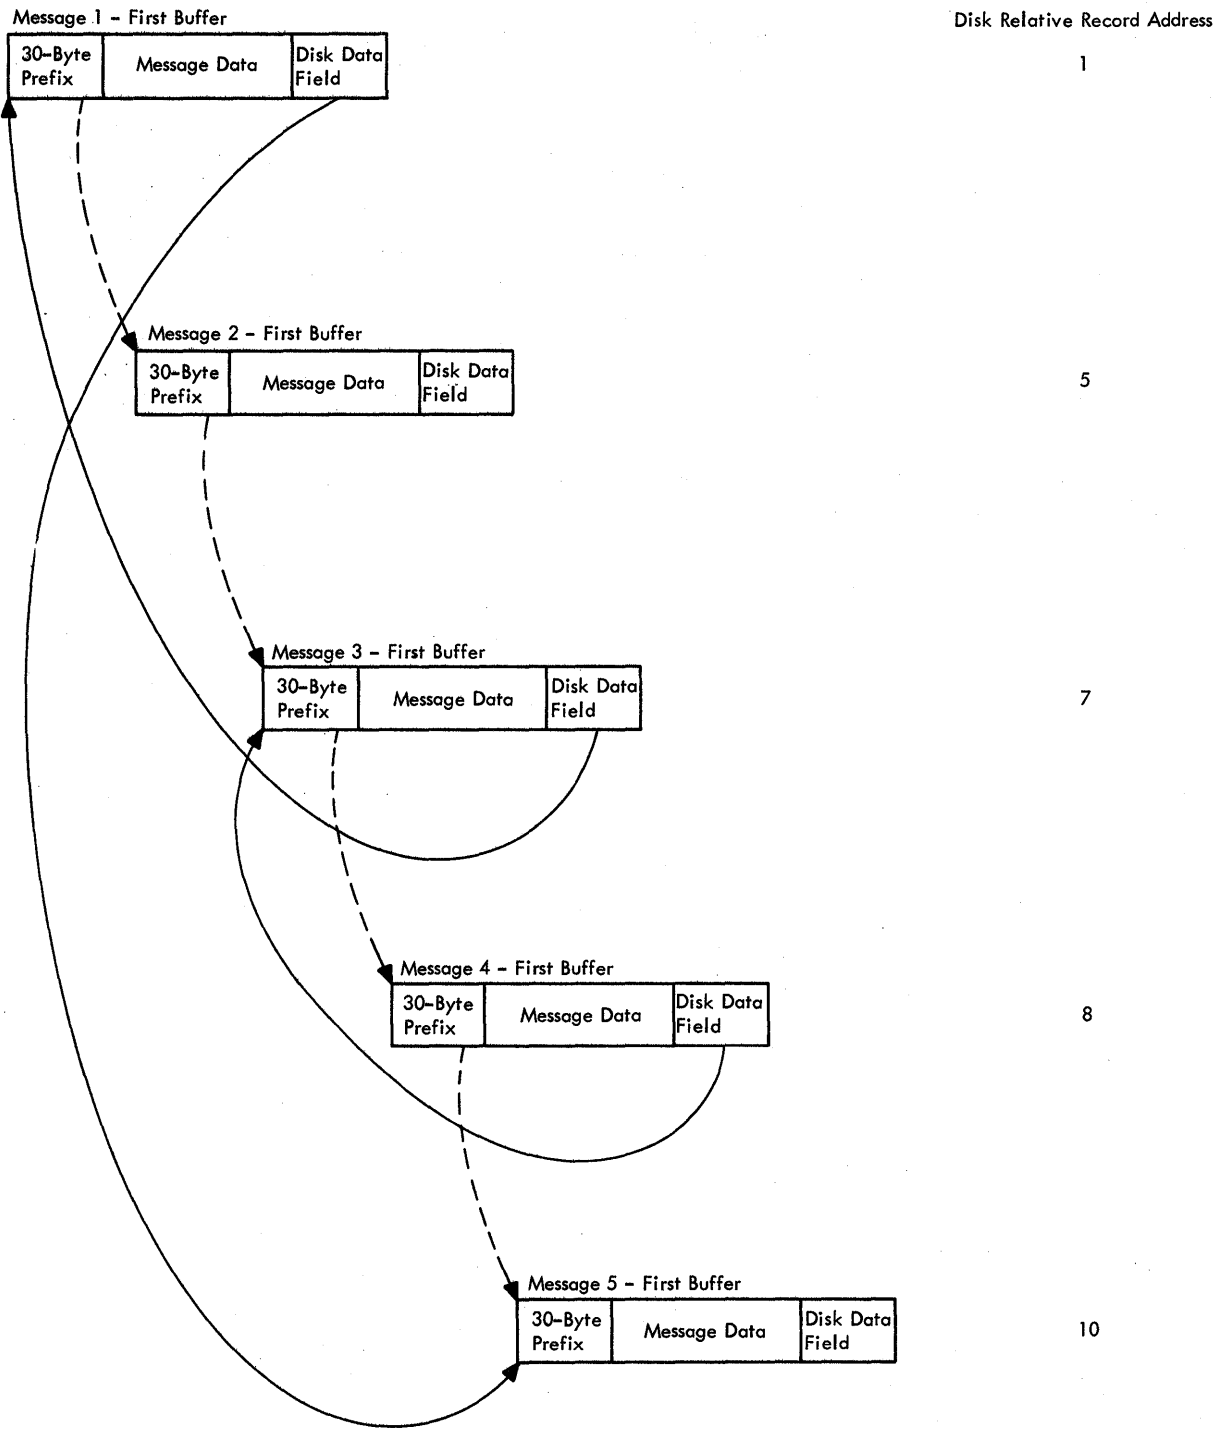 Message 1 - First Buffer
Disk Relative Record Address
30-Byte
Prefix
Message Data
Disk Data
Field
1
Message 2 - First Buffer
30-Byte
Prefix
Message Data
Disk Data
Field
5
Message 3 - First Buffer
30-Byte
Prefix
Message Data
Disk Data
Field
7
Message 4 - First Buffer
30-Byte
Prefix
Message Data
Disk Data
Field
8
Message 5 - First Buffer
30-Byte
Prefix
Message Data
Disk Data
Field
10